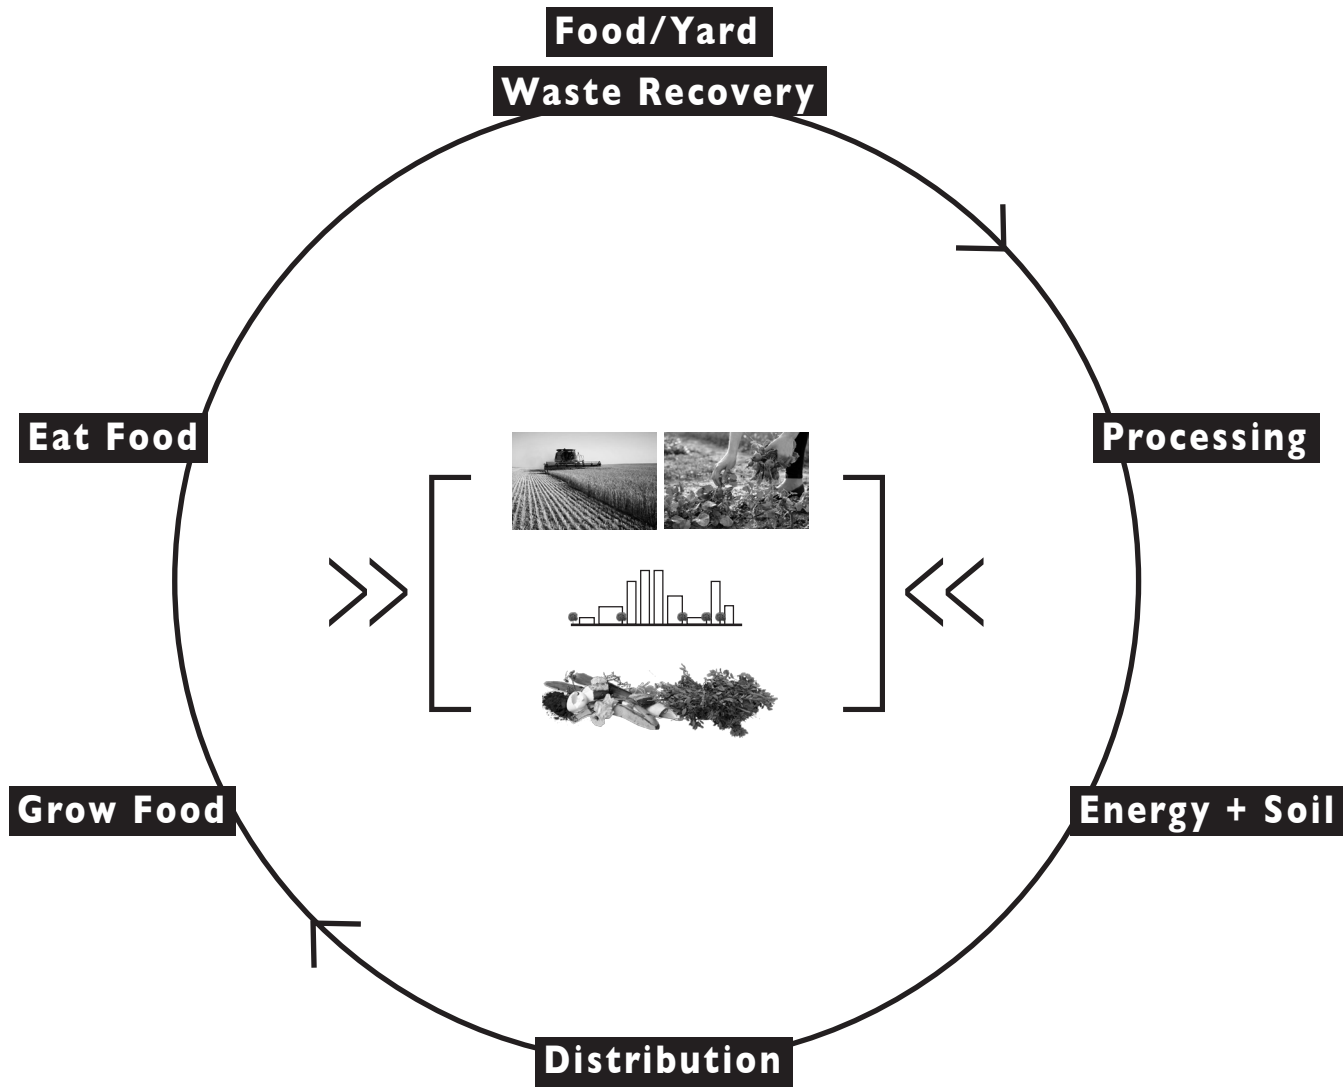 Food/Yard
Waste Recovery
Eat Food
Processing
Grow Food
Energy + Soil
Distribution